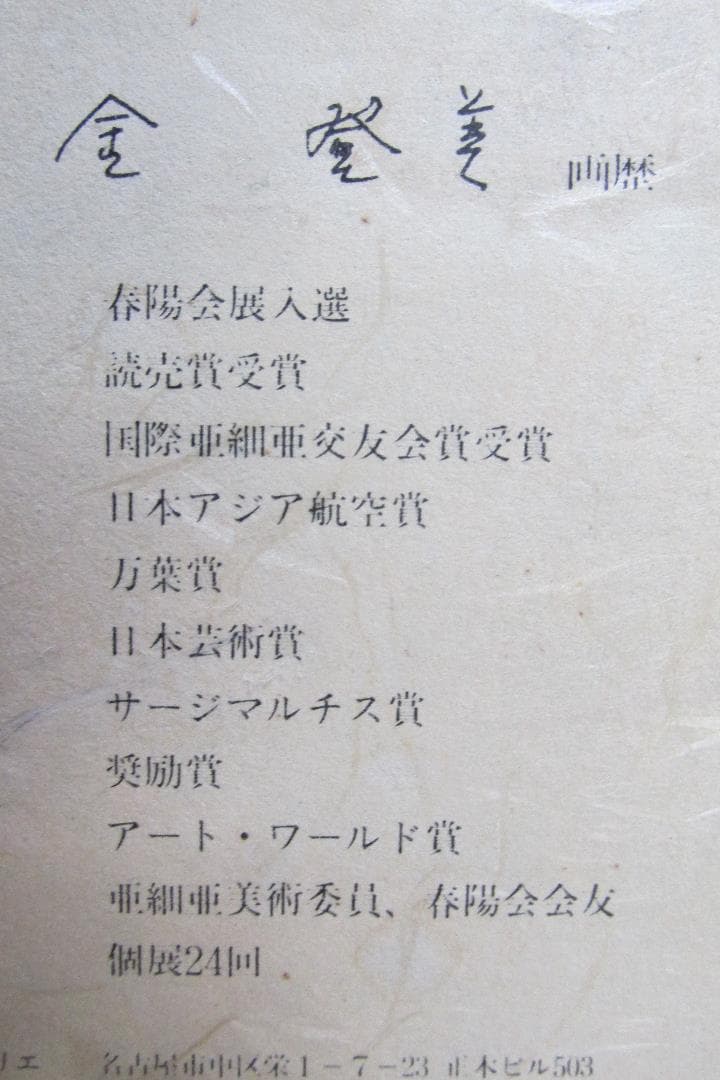 金 登美 画歴
春陽会展入選
読売賞受賞
国際亜細亜交友会賞受賞
日本アジア航空賞
万葉賞
日本芸術賞
サージマルチス賞
奨励賞
アート・ワールド賞
亜細亜美術委員、春陽会会友
個展24回
リエ 名古屋市中区栄1-7-23 正木ビル503